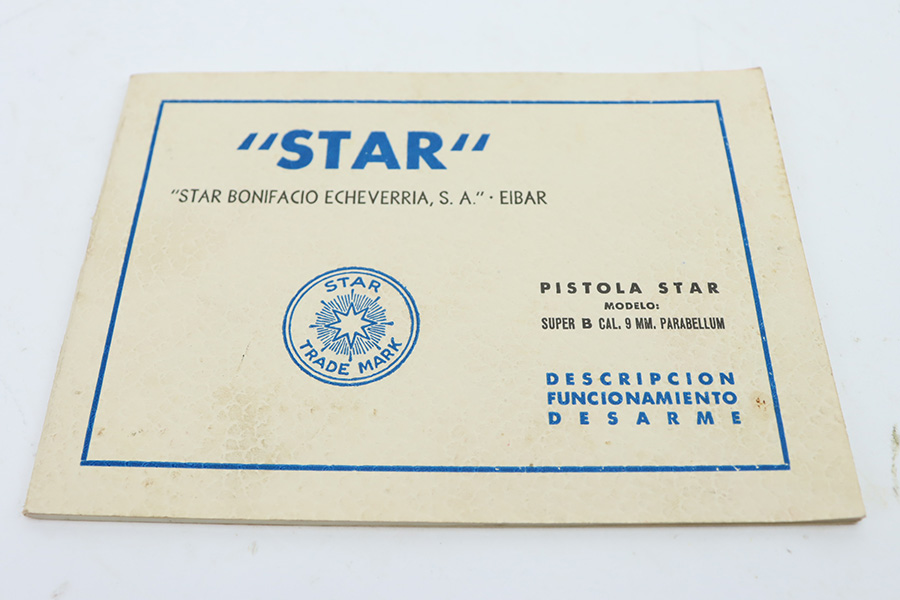 "STAR"
"STAR BONIFACIO ECHEVERRIA, S. A." · EIBAR
STAR
TRADE MARK
PISTOLA STAR
MODELO:
SUPER B CAL. 9 MM. PARABELLUM
DESCRIPCION
FUNCIONAMIENTO
DESARME